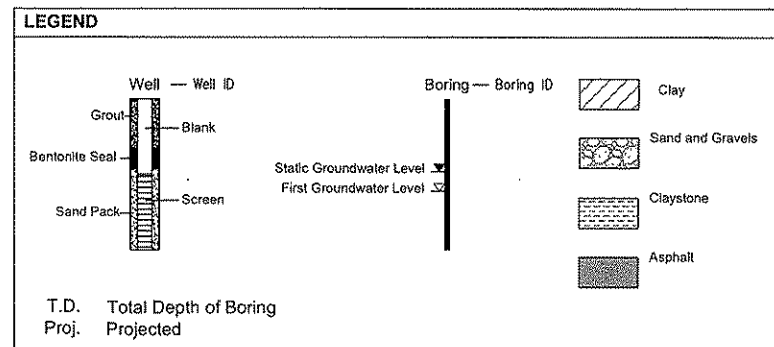 LEGEND
Well — Well ID
Grout
Blank
Bentonite Seal
Screen
Sand Pack
Boring — Boring ID
Static Groundwater Level
First Groundwater Level
Clay
Sand and Gravels
Claystone
Asphalt
T.D. Total Depth of Boring
Proj. Projected